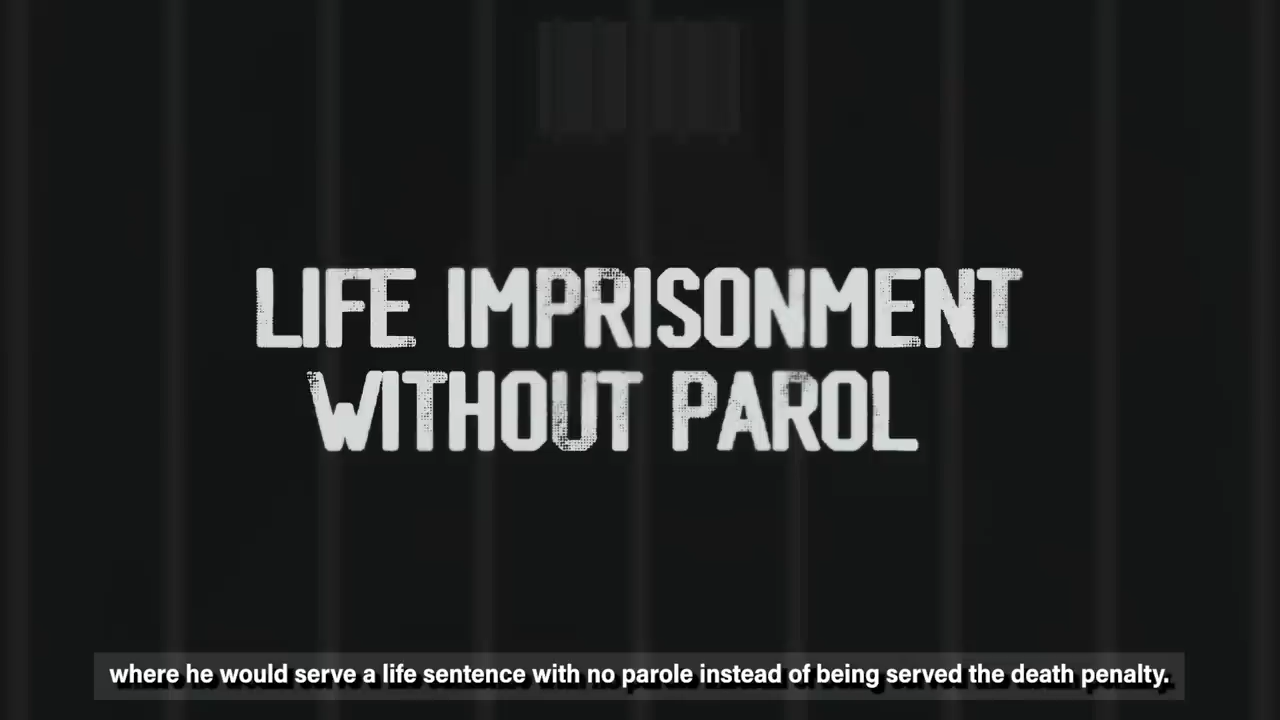 LIFE IMPRISONMENT
WITHOUT PAROL
where he would serve a life sentence with no parole instead of being served the death penalty.